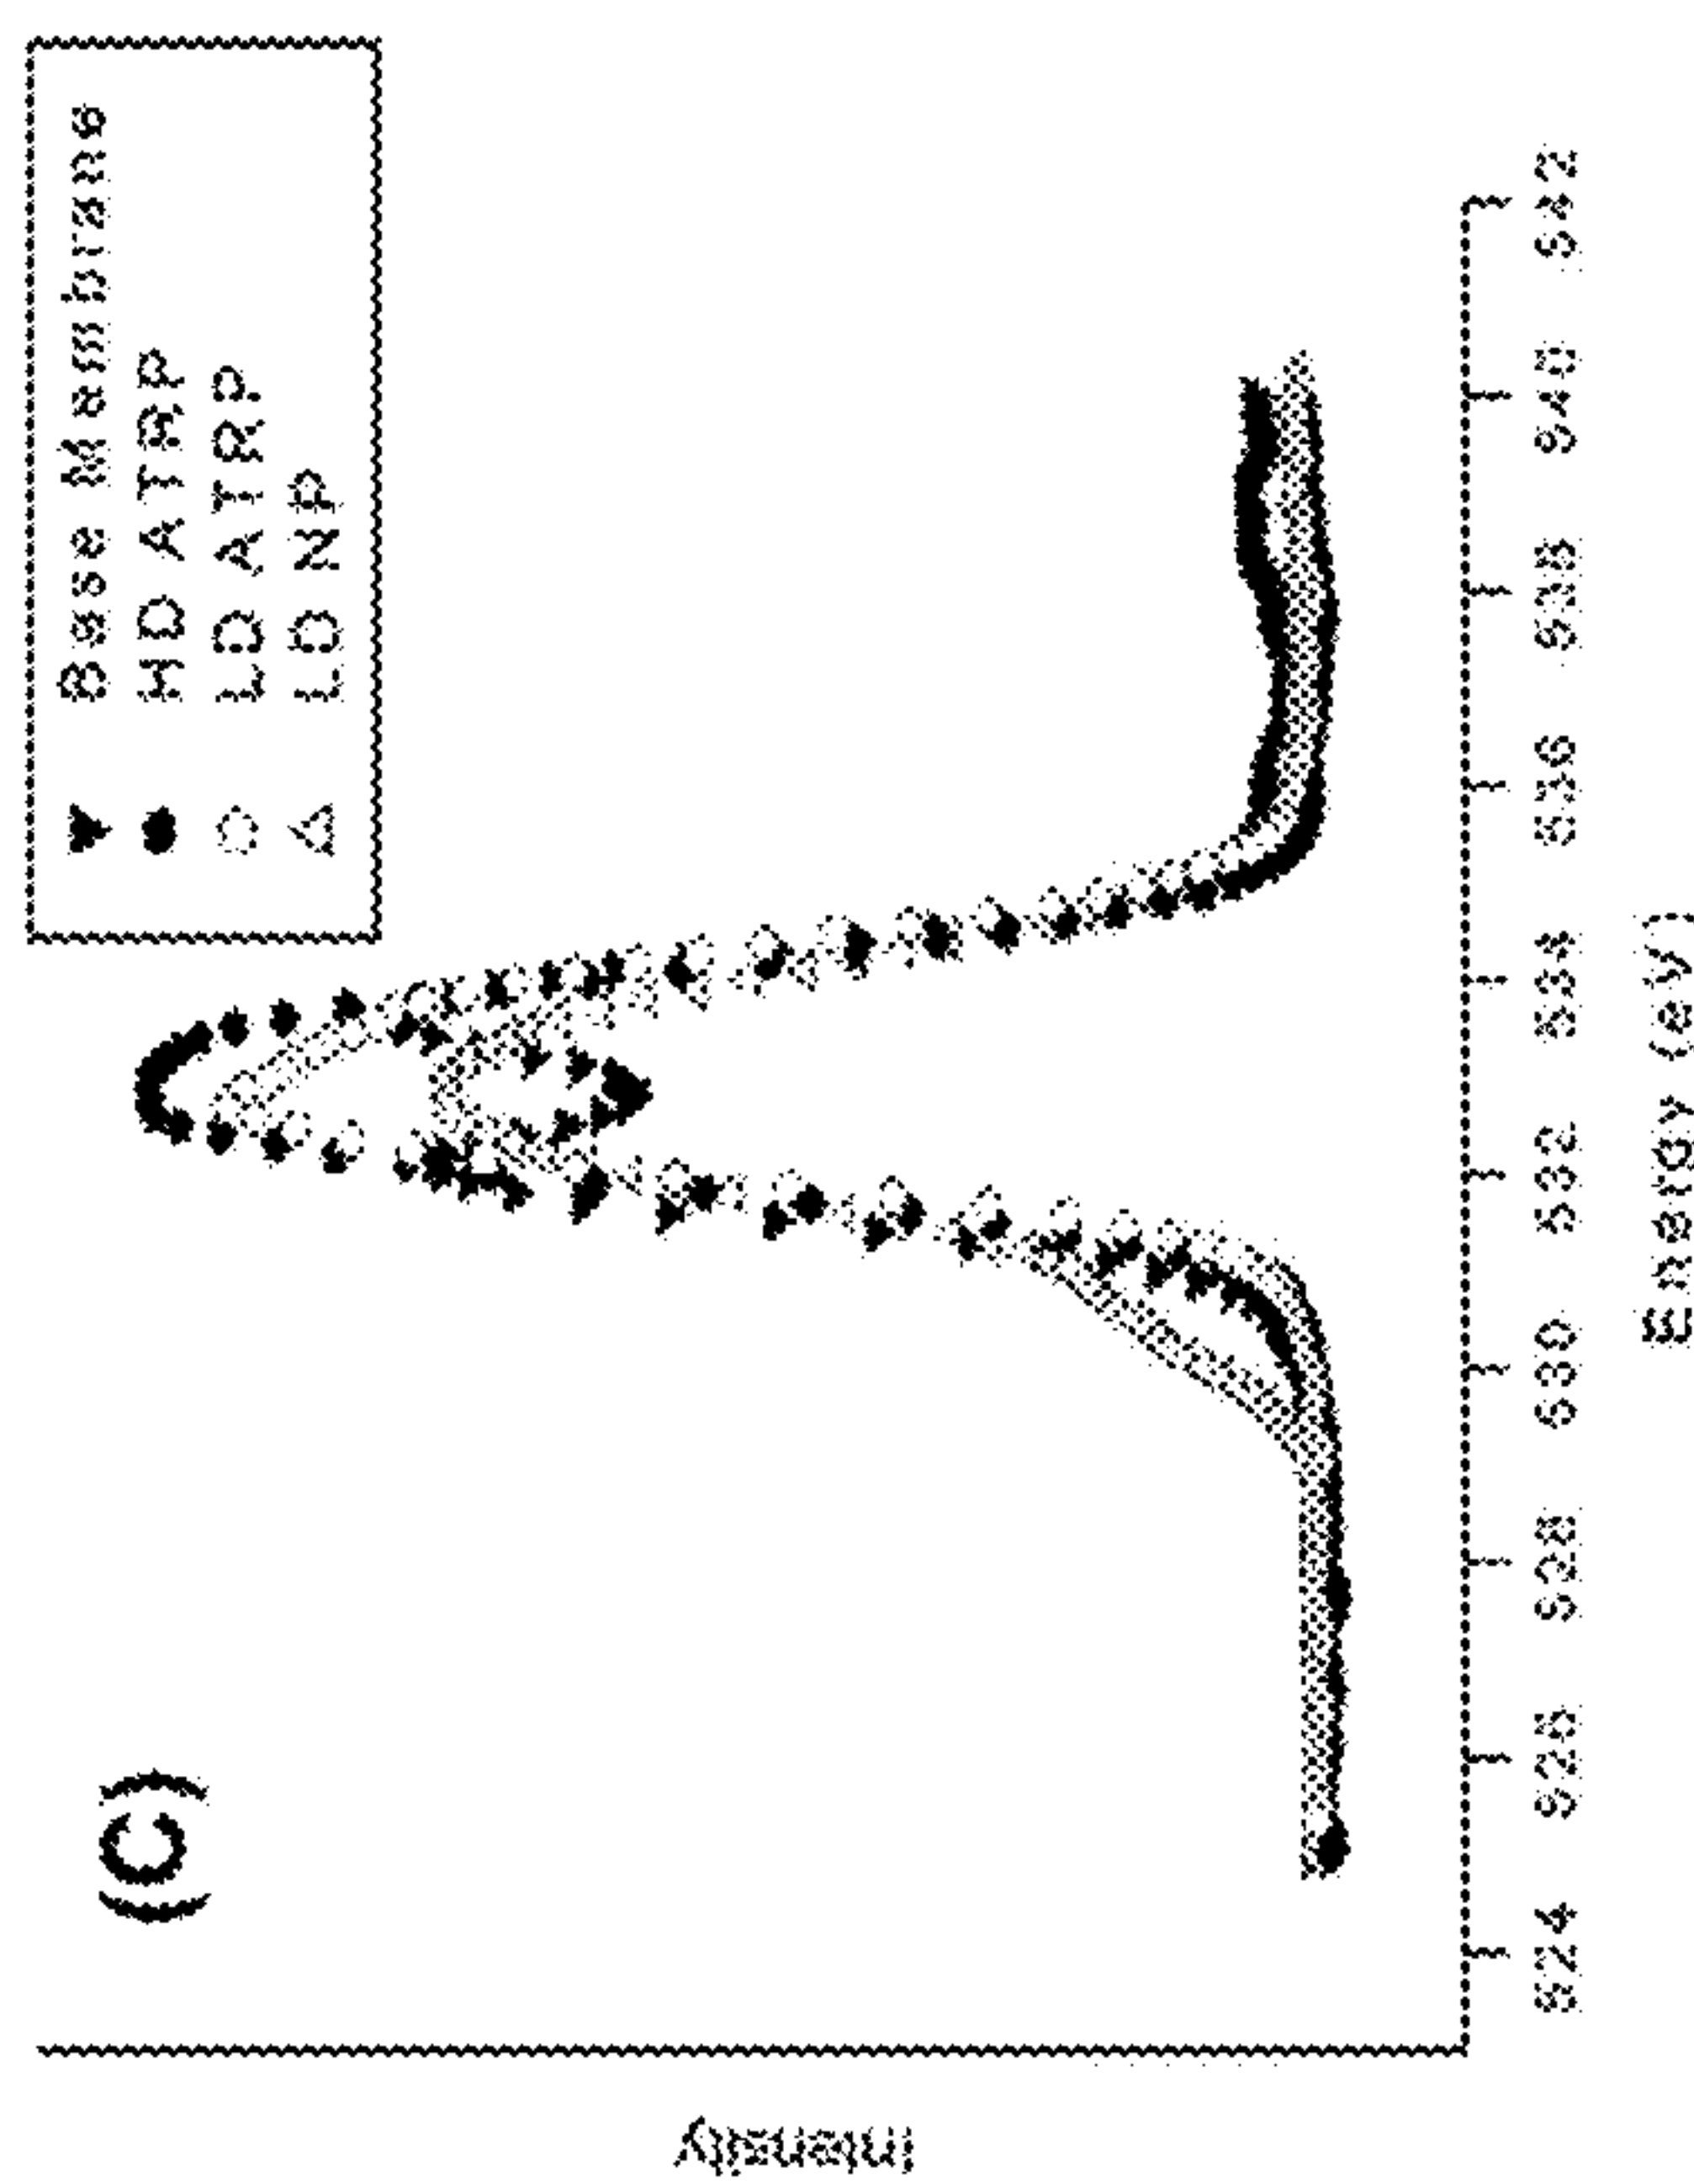 (C)
Base Membrane
HD ATRP
LD ATRP
LD NP
Intensity
524 526 528 530 532 534 536 538 540 542
Energy (eV)